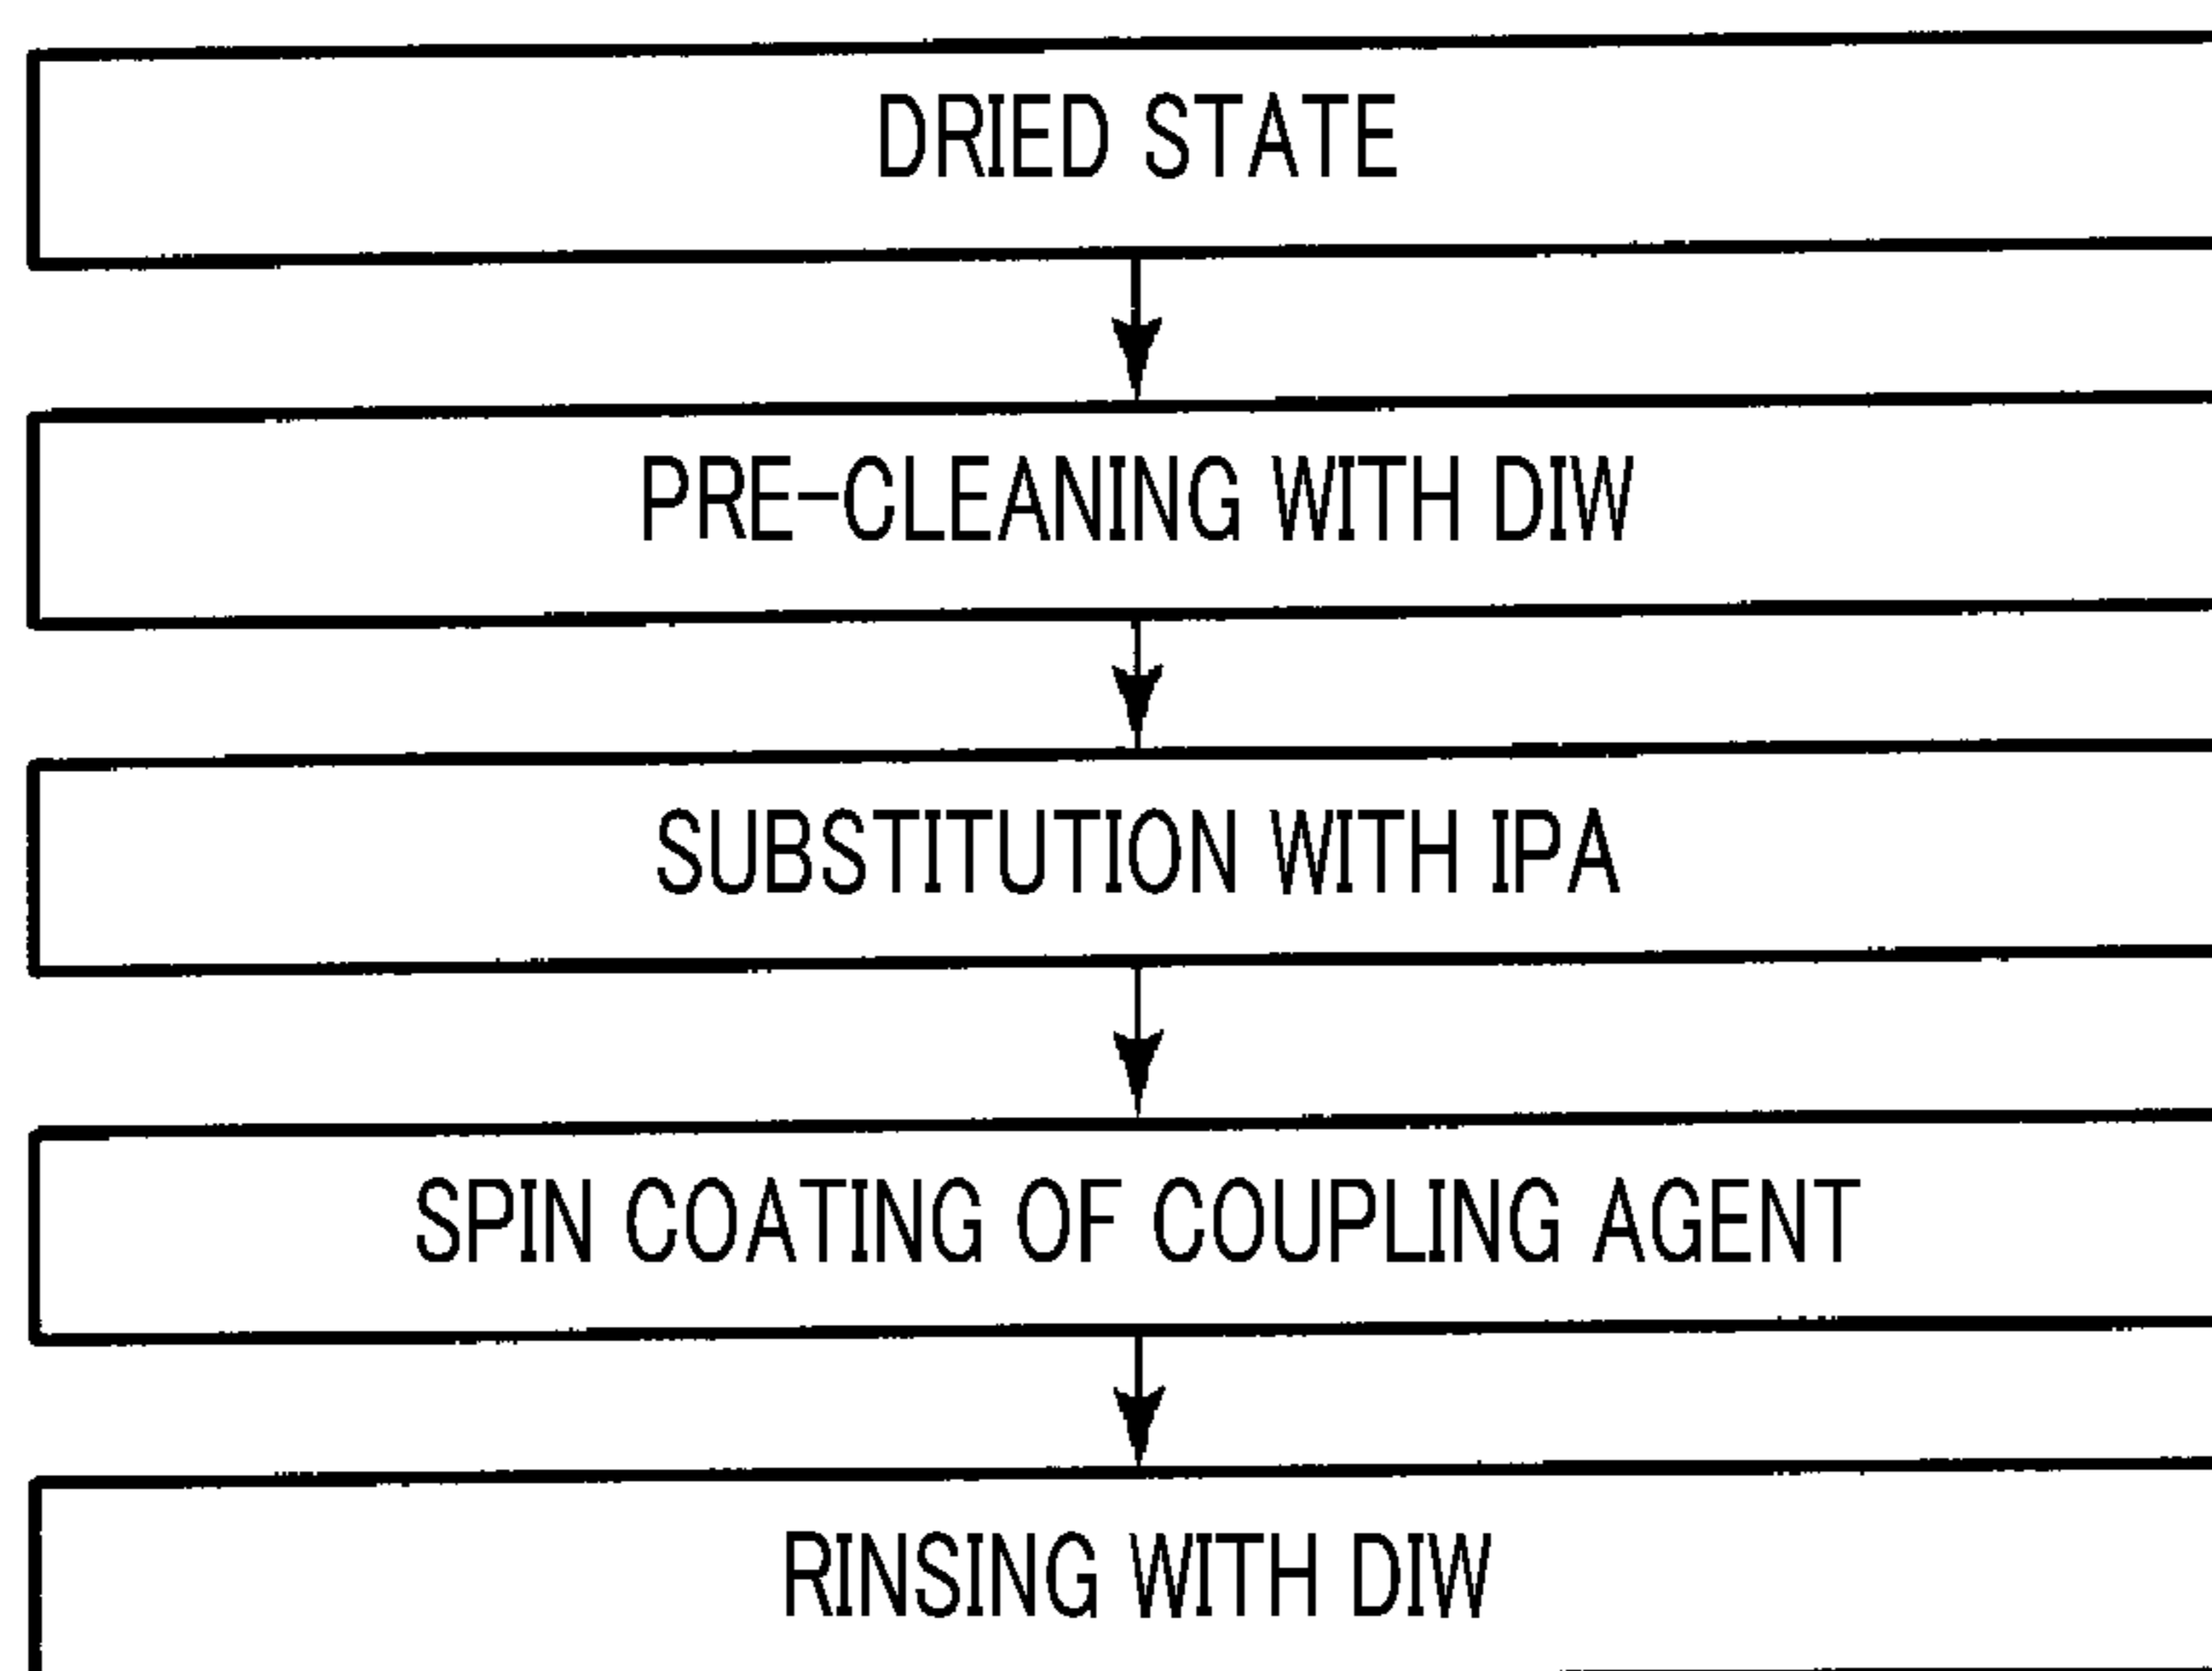 DRIED STATE
PRE-CLEANING WITH DIW
SUBSTITUTION WITH IPA
SPIN COATING OF COUPLING AGENT
RINSING WITH DIW